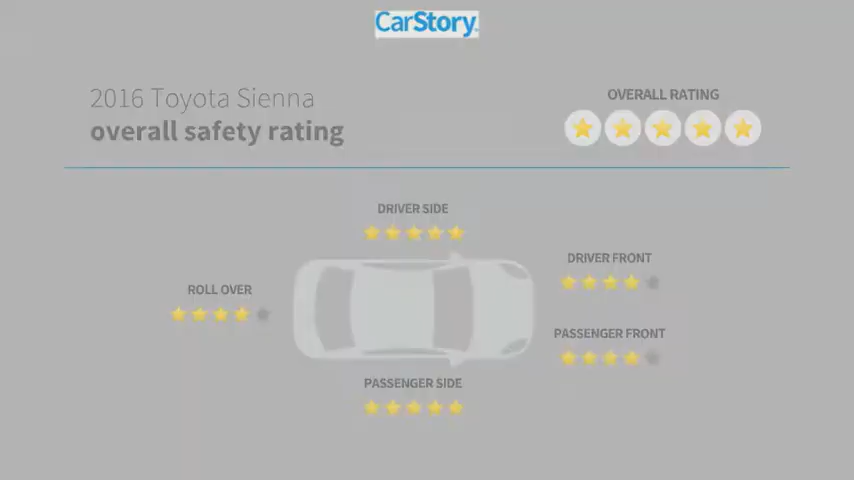 CarStory
2016 Toyota Sienna
overall safety rating
OVERALL RATING
DRIVER SIDE
DRIVER FRONT
ROLL OVER
PASSENGER FRONT
PASSENGER SIDE